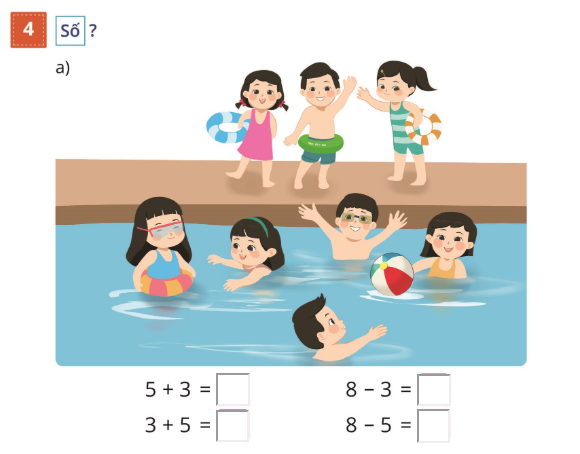 4 Số ?
a)
5 + 3 = 8 – 3 =
3 + 5 = 8 – 5 =